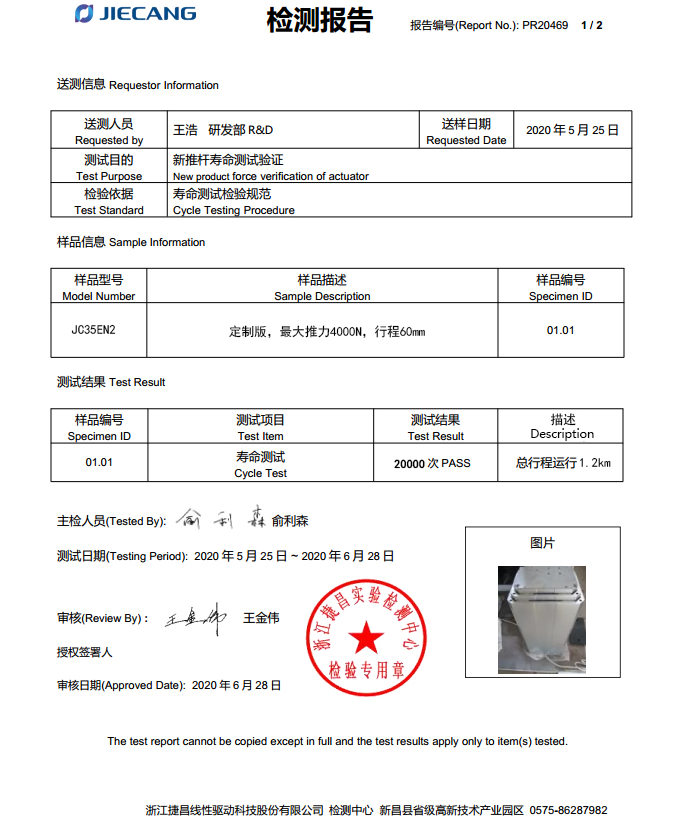 JIECANG
检测报告
报告编号(Report No.): PR20469 1 / 2
送测信息 Requestor Information
送测人员
Requested by
王浩 研发部 R&D
送样日期
Requested Date
2020 年 5 月 25 日
测试目的
Test Purpose
新推杆寿命测试验证
New product force verification of actuator
检验依据
Test Standard
寿命测试检验规范
Cycle Testing Procedure
样品信息 Sample Information
样品型号
Model Number
样品描述
Sample Description
样品编号
Specimen ID
JC35EN2
定制版，最大推力4000N，行程60mm
01.01
测试结果 Test Result
样品编号
Specimen ID
测试项目
Test Item
测试结果
Test Result
描述
Description
01.01
寿命测试
Cycle Test
20000 次 PASS
总行程运行1.2km
主检人员(Tested By): 俞利森 俞利森
测试日期(Testing Period): 2020 年 5 月 25 日 ~ 2020 年 6 月 28 日
图片
审核(Review By) : 王金伟 王金伟
授权签署人
审核日期(Approved Date): 2020 年 6 月 28 日
浙江捷昌实验检测中心
检验专用章
The test report cannot be copied except in full and the test results apply only to item(s) tested.
浙江捷昌线性驱动科技股份有限公司 检测中心 新昌县省级高新技术产业园区 0575-86287982